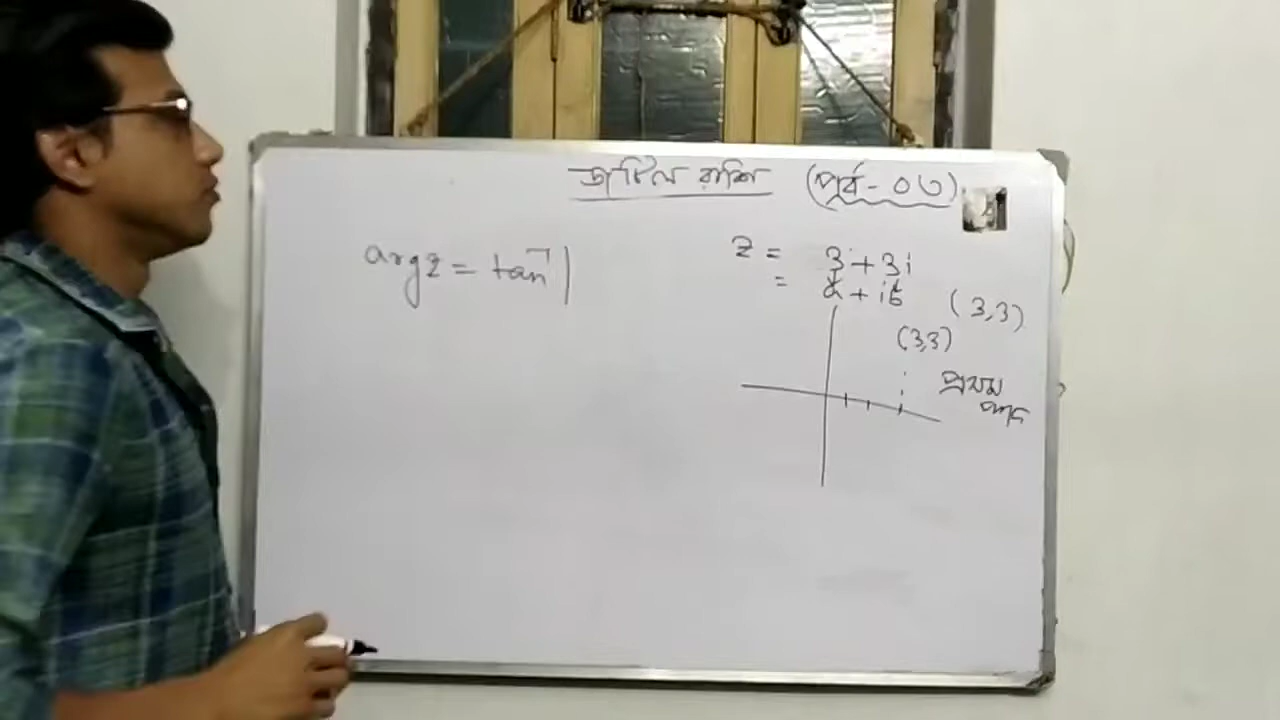 জটিল রাশি (পর্ব-০৩)
arg z = tan⁻¹ |
z = 3 + 3i
= a + ib (3,3)
(3,3)
প্রথম
পাদ